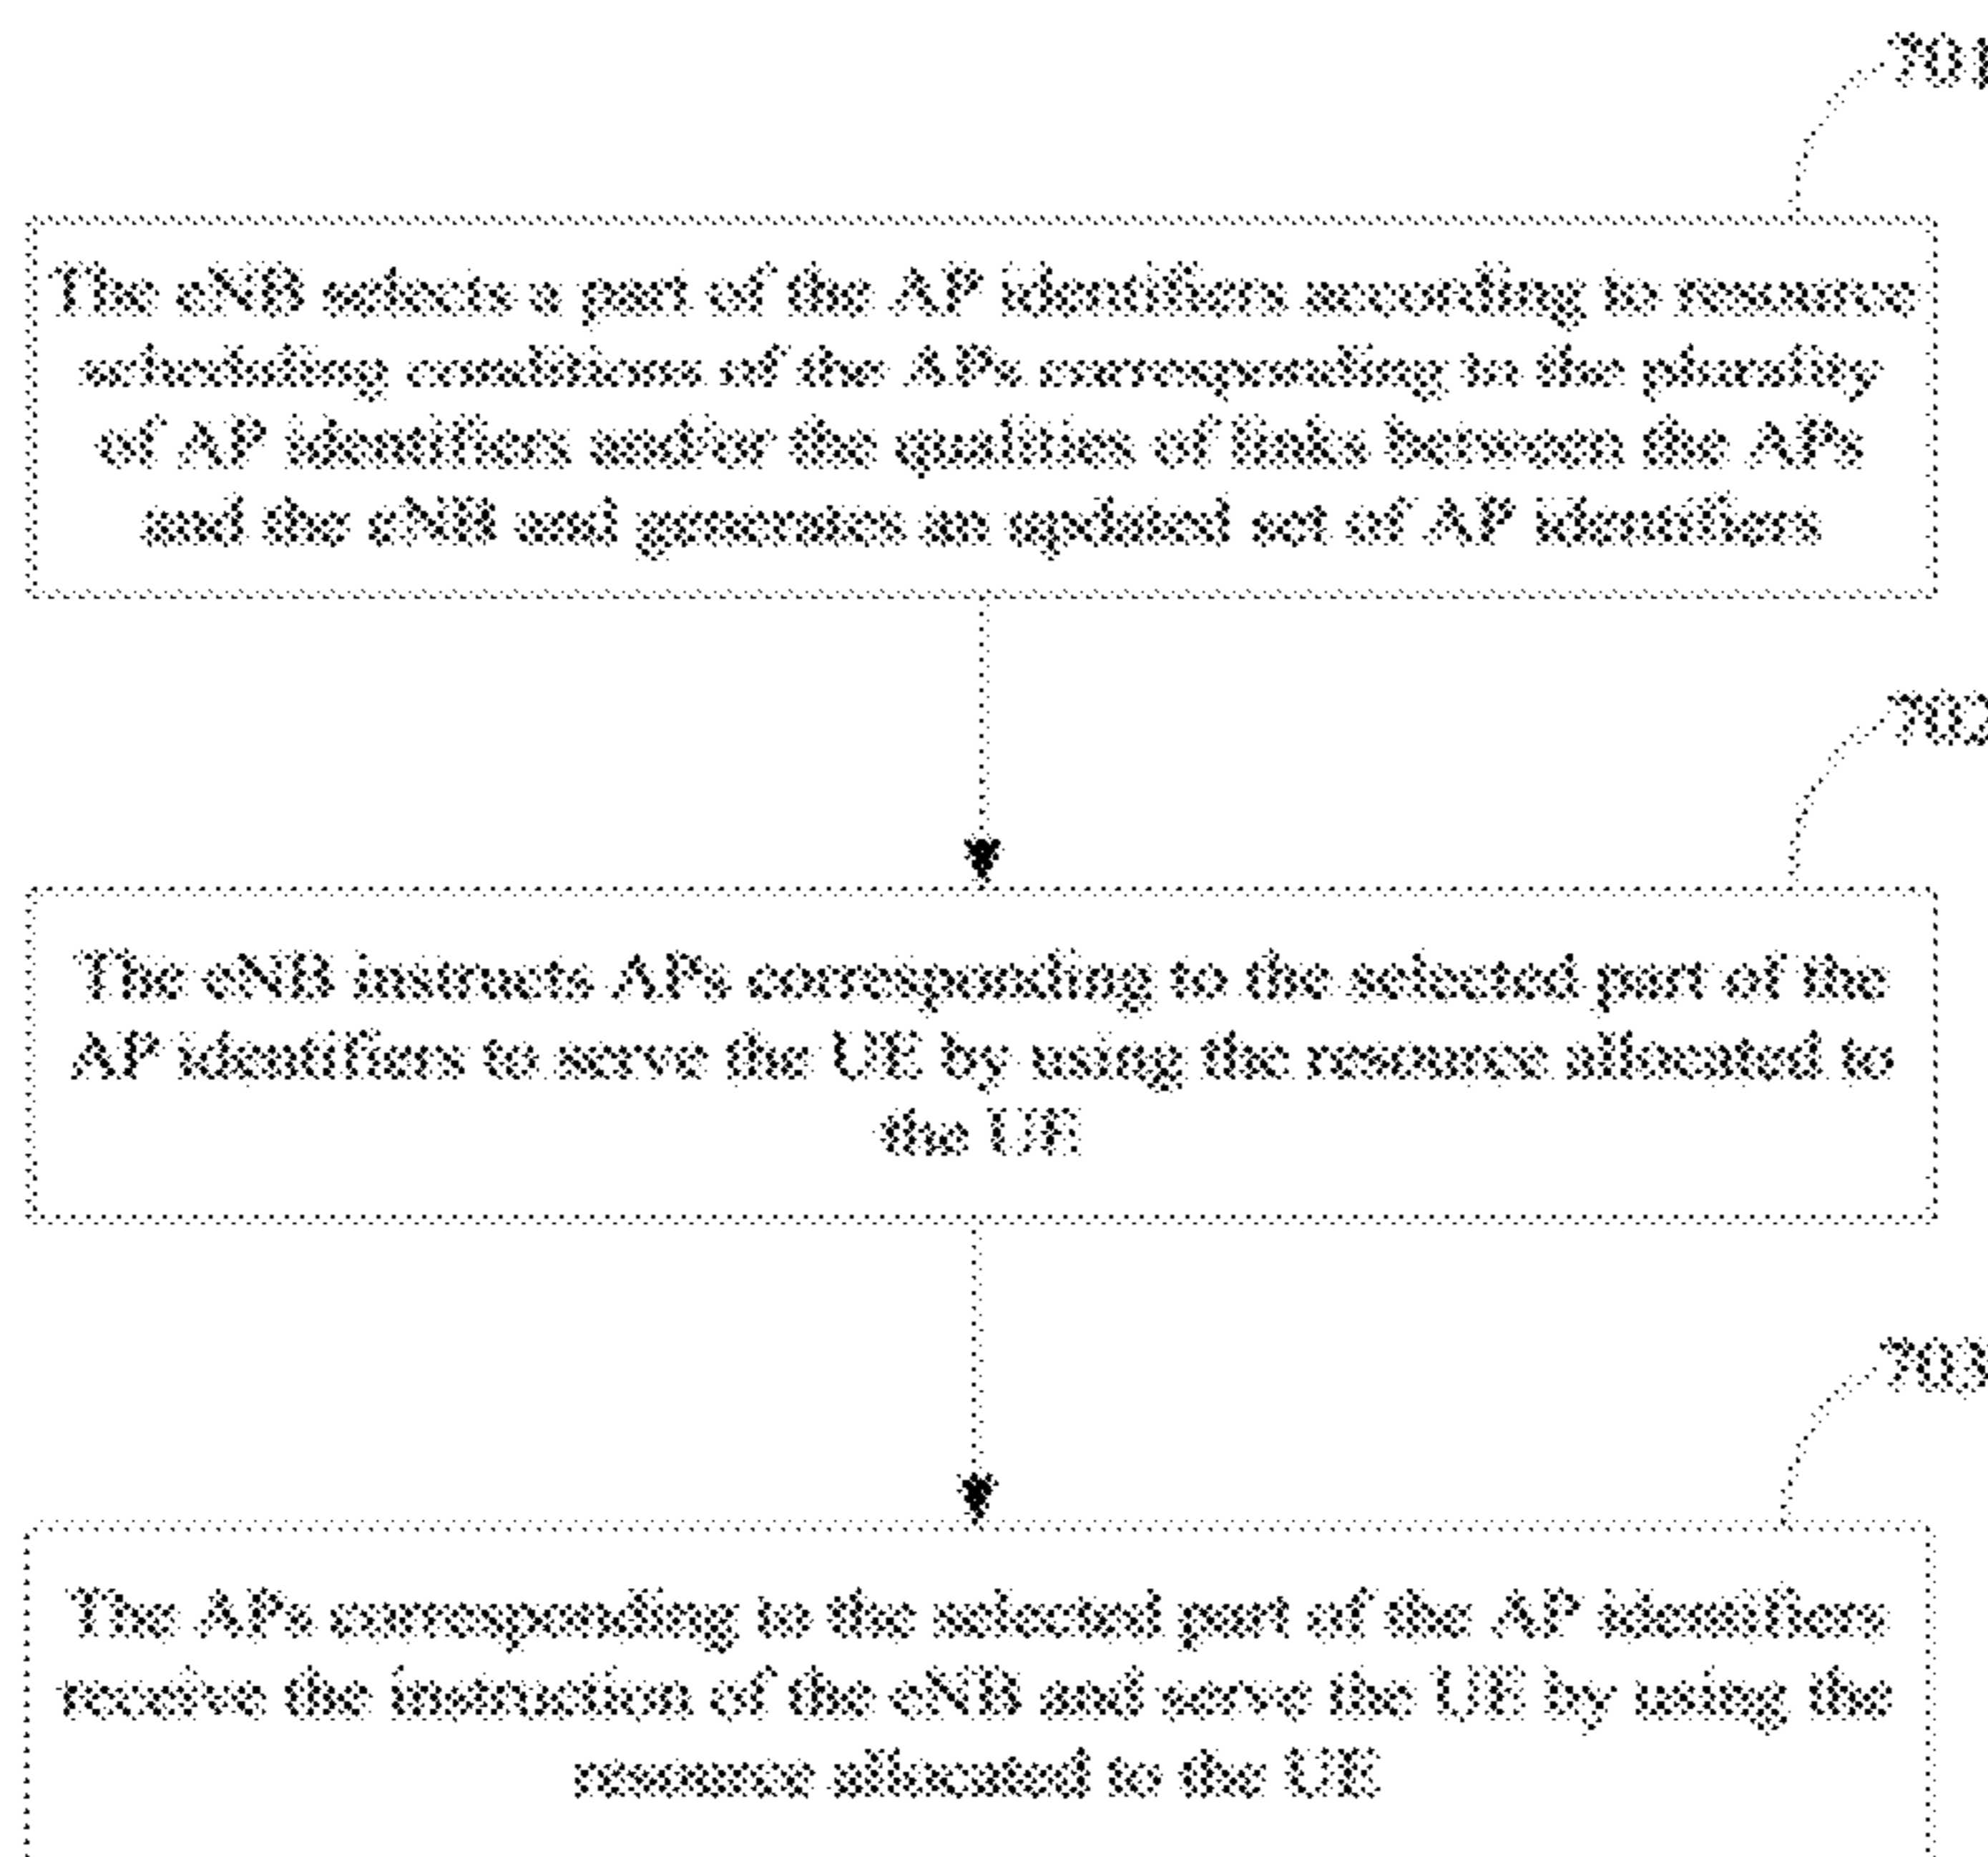 701
The eNB selects a part of the AP identifiers according to resource
scheduling conditions of the APs corresponding to the plurality
of AP identifiers and/or the qualities of links between the APs
and the eNB and generates an updated set of AP identifiers
702
The eNB instructs APs corresponding to the selected part of the
AP identifiers to serve the UE by using the resource allocated to
the UE
703
The APs corresponding to the selected part of the AP identifiers
receive the instruction of the eNB and serve the UE by using the
resource allocated to the UE